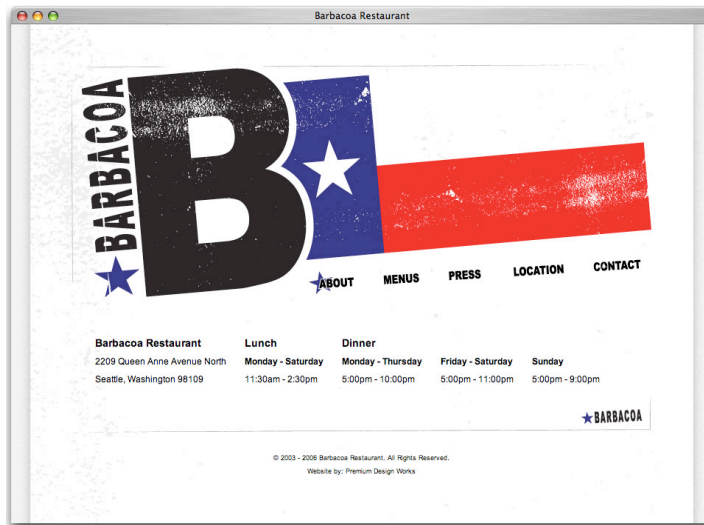 Barbacoa Restaurant
BARBACOA
B
ABOUT MENUS PRESS LOCATION CONTACT
Barbacoa Restaurant Lunch Dinner
2209 Queen Anne Avenue North Monday - Saturday Monday - Thursday Friday - Saturday Sunday
Seattle, Washington 98109 11:30am - 2:30pm 5:00pm - 10:00pm 5:00pm - 11:00pm 5:00pm - 9:00pm
BARBACOA
© 2003 - 2006 Barbacoa Restaurant. All Rights Reserved.
Website by: Premium Design Works